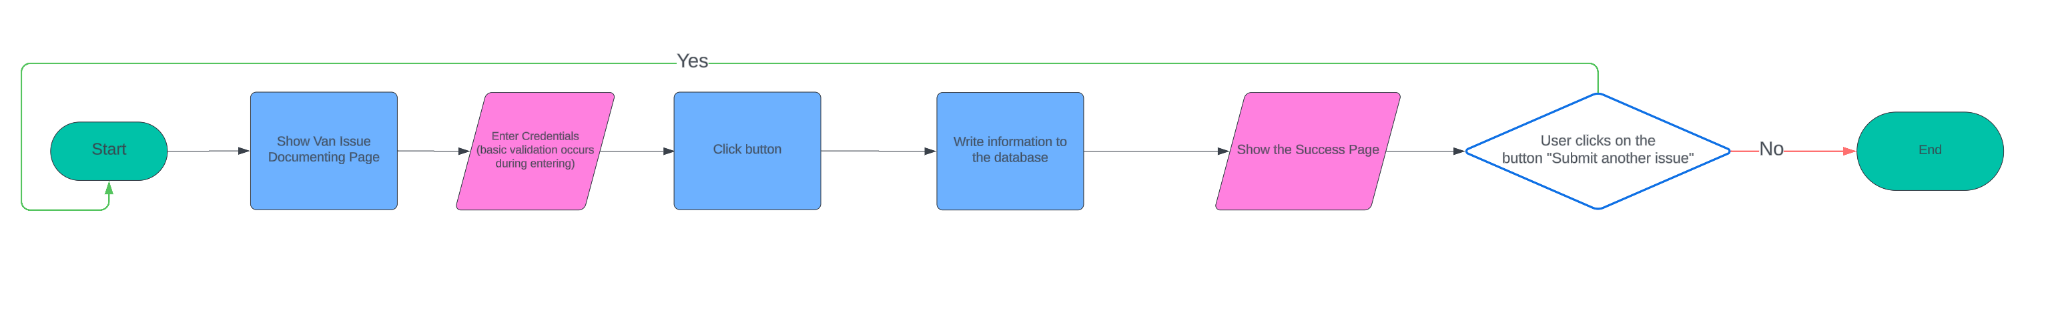 Yes
Start
Show Van Issue
Documenting Page
Enter Credentials
(basic validation occurs
during entering)
Click button
Write information to
the database
Show the Success Page
User clicks on the
button "Submit another issue"
No
End